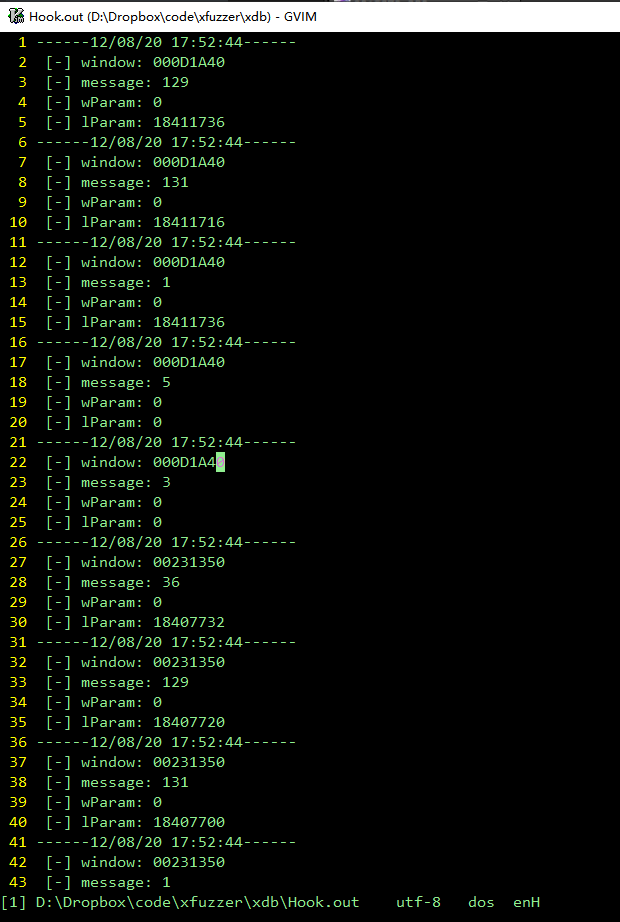 Hook.out (D:\Dropbox\code\xfuzzer\xdb) - GVIM
1 ------12/08/20 17:52:44------
2 [-] window: 000D1A40
3 [-] message: 129
4 [-] wParam: 0
5 [-] lParam: 18411736
6 ------12/08/20 17:52:44------
7 [-] window: 000D1A40
8 [-] message: 131
9 [-] wParam: 0
10 [-] lParam: 18411716
11 ------12/08/20 17:52:44------
12 [-] window: 000D1A40
13 [-] message: 1
14 [-] wParam: 0
15 [-] lParam: 18411736
16 ------12/08/20 17:52:44------
17 [-] window: 000D1A40
18 [-] message: 5
19 [-] wParam: 0
20 [-] lParam: 0
21 ------12/08/20 17:52:44------
22 [-] window: 000D1A40
23 [-] message: 3
24 [-] wParam: 0
25 [-] lParam: 0
26 ------12/08/20 17:52:44------
27 [-] window: 00231350
28 [-] message: 36
29 [-] wParam: 0
30 [-] lParam: 18407732
31 ------12/08/20 17:52:44------
32 [-] window: 00231350
33 [-] message: 129
34 [-] wParam: 0
35 [-] lParam: 18407720
36 ------12/08/20 17:52:44------
37 [-] window: 00231350
38 [-] message: 131
39 [-] wParam: 0
40 [-] lParam: 18407700
41 ------12/08/20 17:52:44------
42 [-] window: 00231350
43 [-] message: 1
[1] D:\Dropbox\code\xfuzzer\xdb\Hook.out utf-8 dos enH